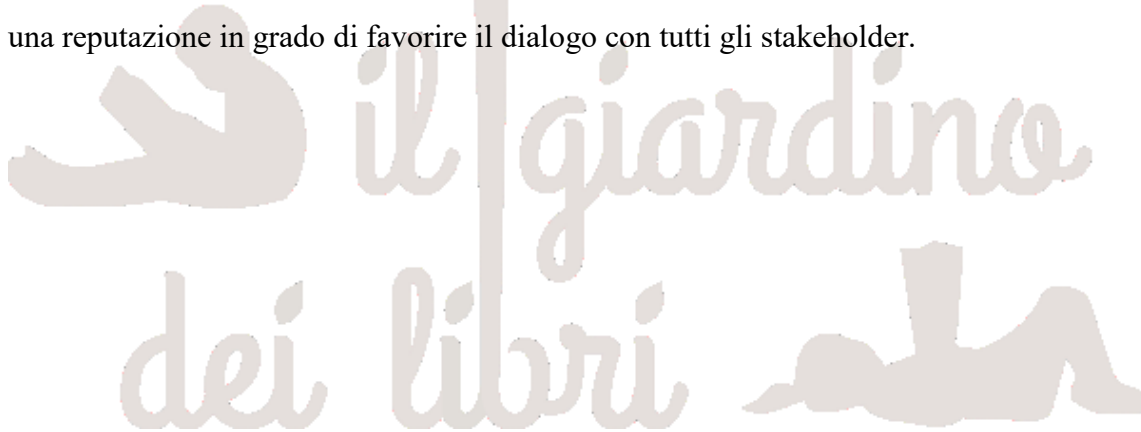 una reputazione in grado di favorire il dialogo con tutti gli stakeholder.
il giardino
dei libri